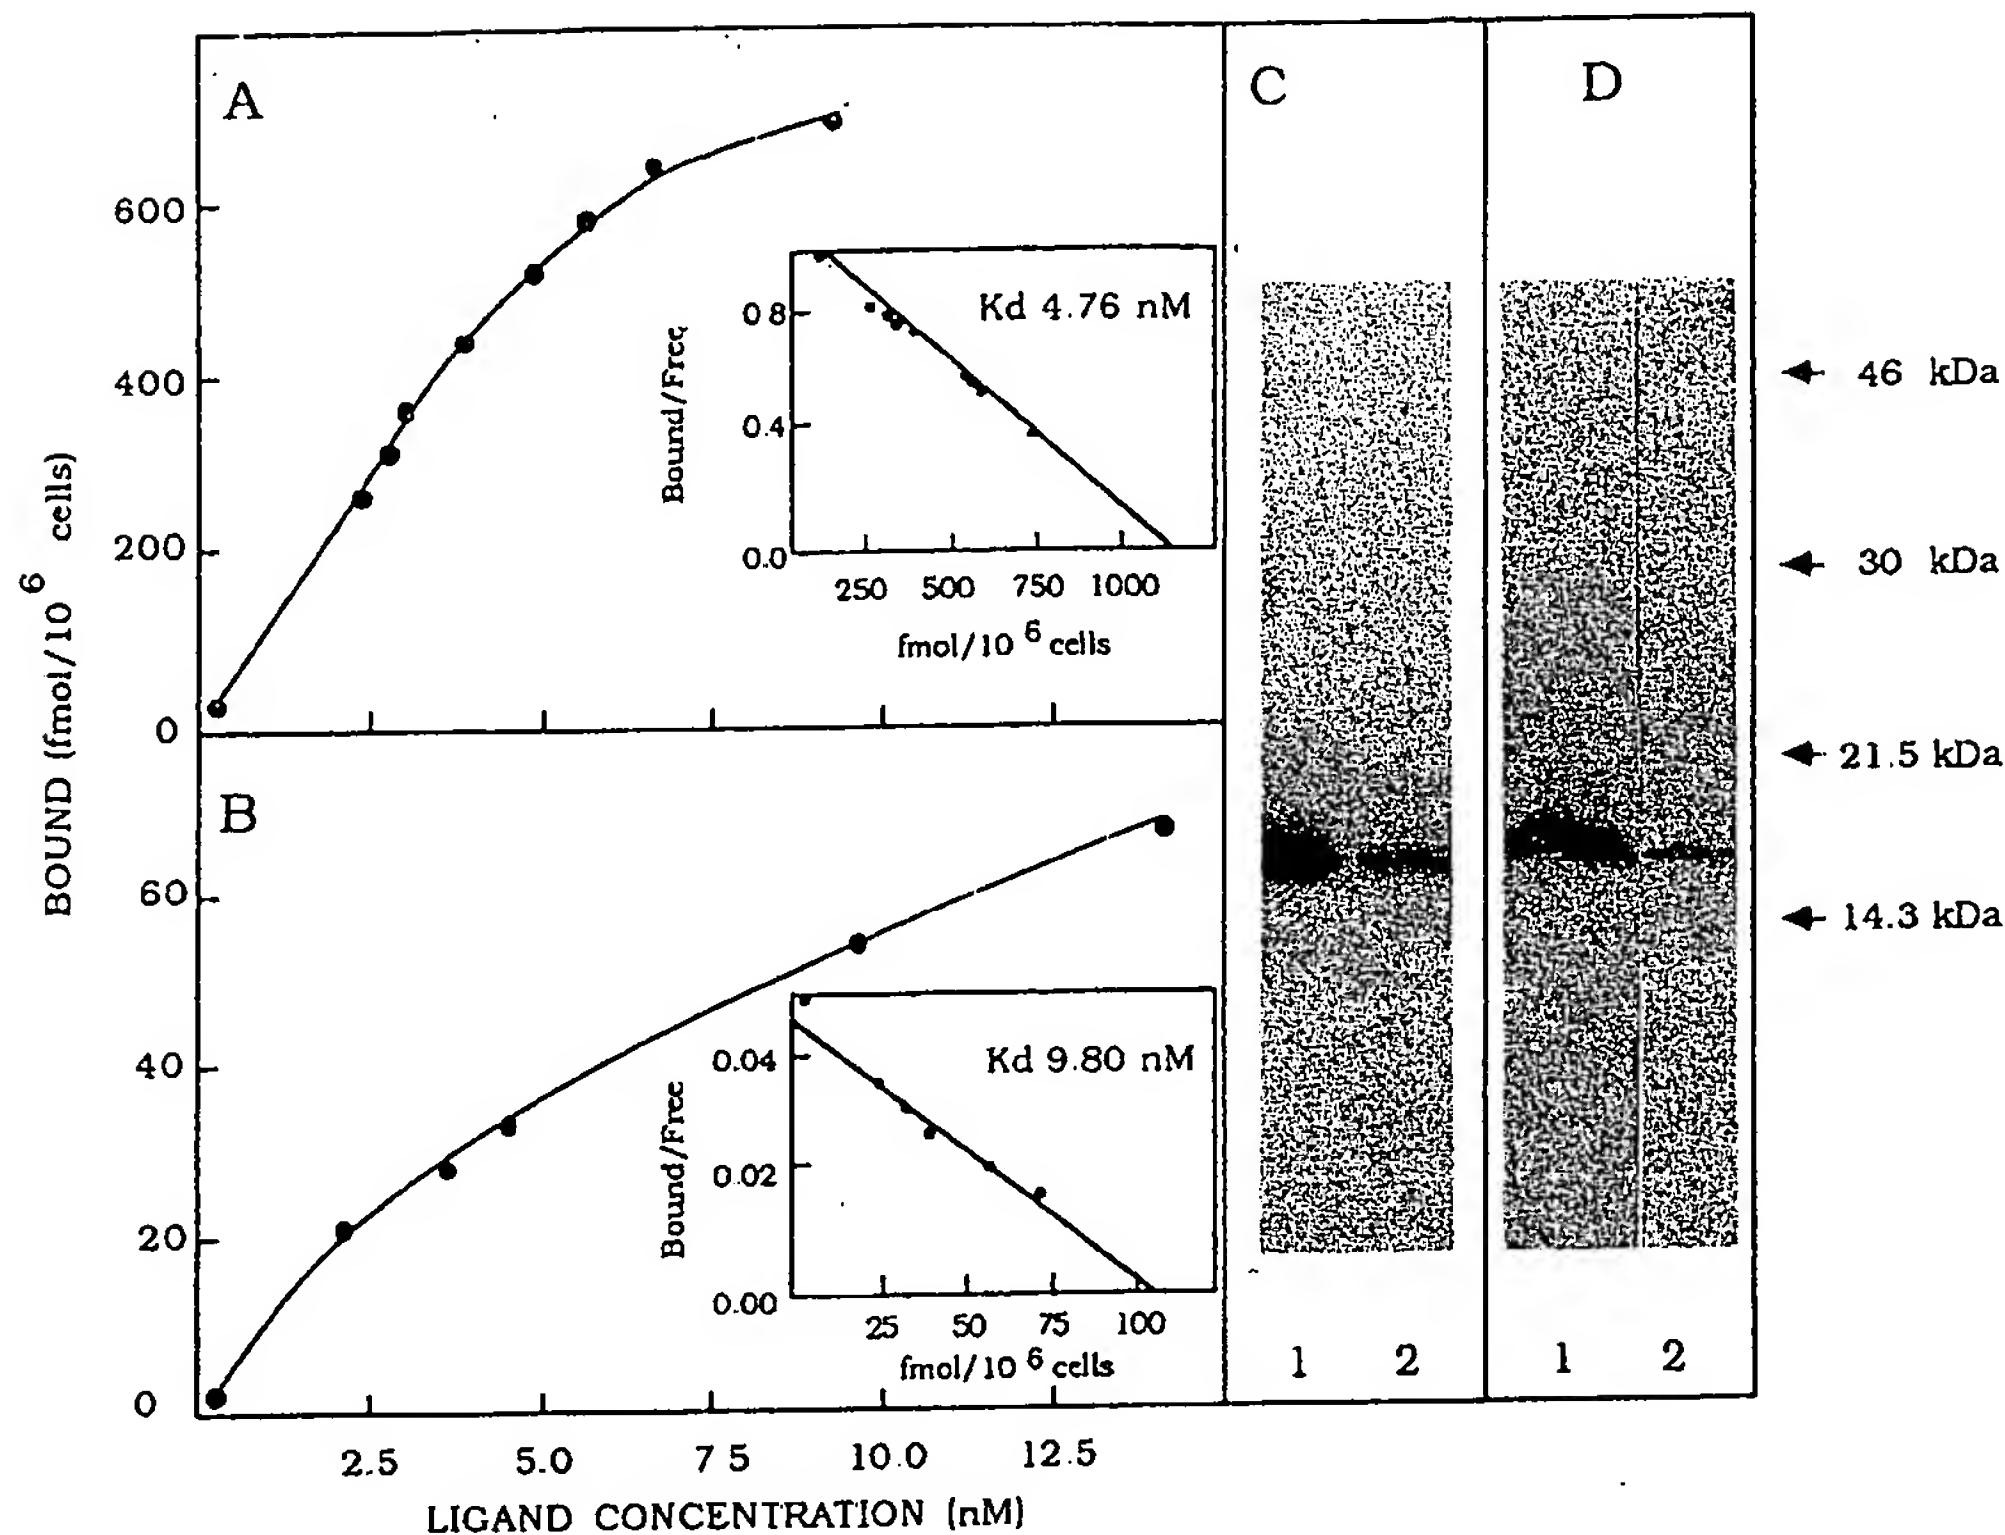 A
BOUND (fmol/10 6 cells)
600
400
200
0
Bound/Free
0 8
0.4
0.0
Kd 4.76 nM
250 500 750 1000
fmol/10 6 cells
B
60
40
20
0
Bound/Free
0.04
0.02
0.00
Kd 9.80 nM
25 50 75 100
fmol/10 6 cells
2.5 5.0 7 5 10.0 12.5
LIGAND CONCENTRATION (nM)
C
1 2
D
1 2
46 kDa
30 kDa
21.5 kDa
14.3 kDa